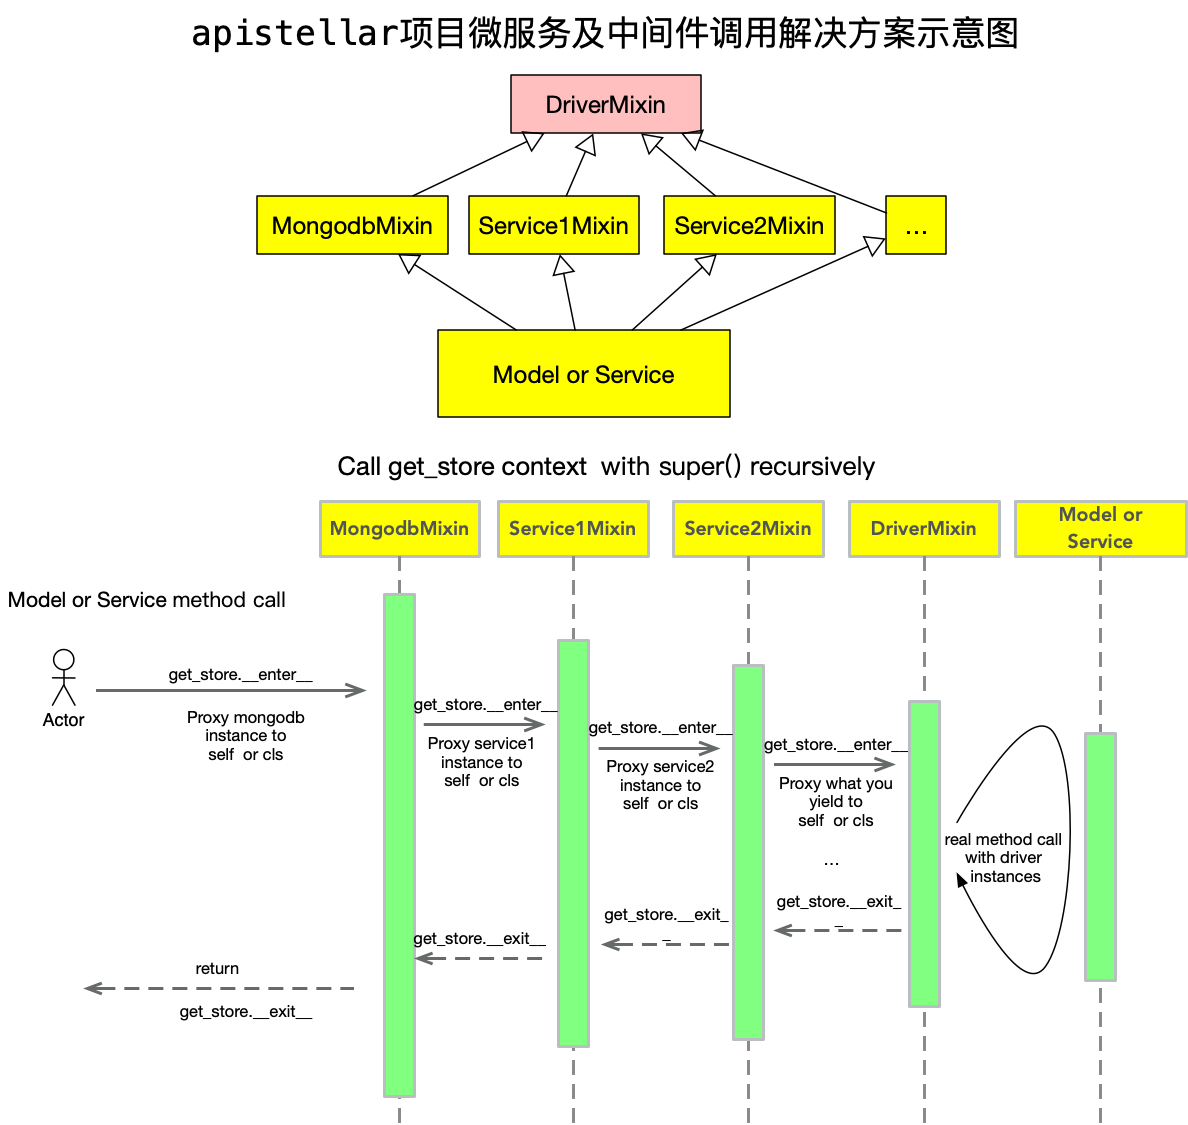 apistellar项目微服务及中间件调用解决方案示意图
DriverMixin
MongodbMixin
Service1Mixin
Service2Mixin
...
Model or Service
Call get_store context  with super() recursively
MongodbMixin
Service1Mixin
Service2Mixin
DriverMixin
Model or
Service
Model or Service method call
Actor
get_store.__enter__
Proxy mongodb
instance to
self  or cls
get_store.__enter__
Proxy service1
instance to
self  or cls
get_store.__enter__
Proxy service2
instance to
self  or cls
get_store.__enter__
Proxy what you
yield to
self  or cls
...
real method call
with driver
instances
get_store.__exit_
_
get_store.__exit_
_
get_store.__exit__
return
get_store.__exit__